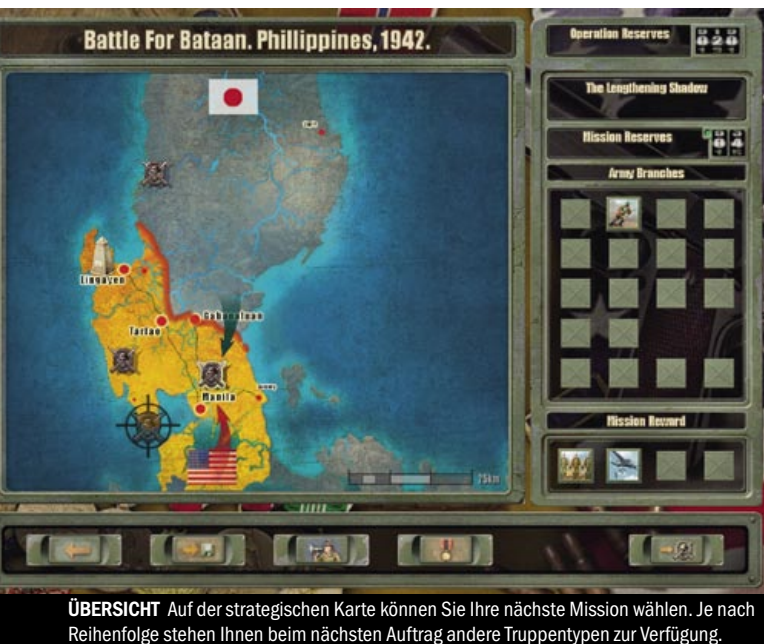 Battle For Bataan. Phillippines, 1942.
Operation Reserves
020
The Lengthening Shadow
Mission Reserves
04
Army Branches
Lingayen
Tarlac
Cabanatuan
Manila
25km
Mission Reward
ÜBERSICHT Auf der strategischen Karte können Sie Ihre nächste Mission wählen. Je nach
Reihenfolge stehen Ihnen beim nächsten Auftrag andere Truppentypen zur Verfügung.